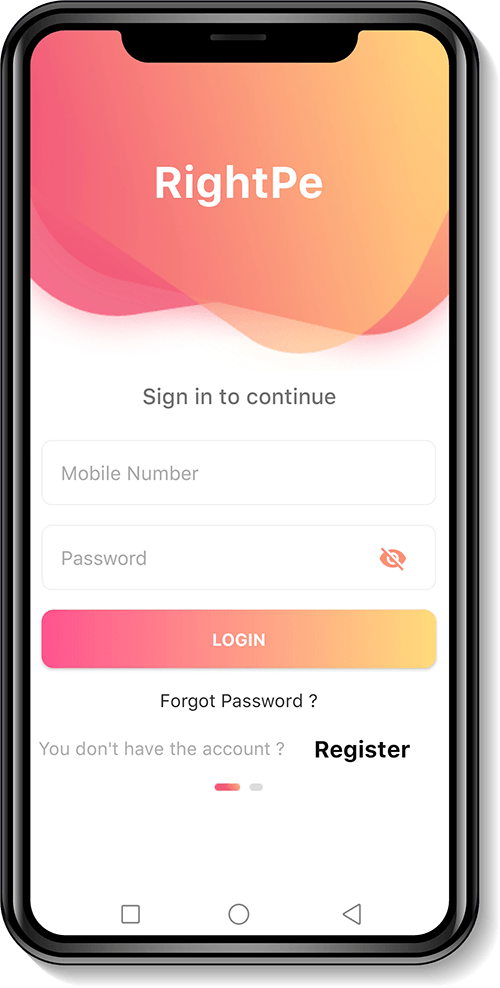 RightPe
Sign in to continue
Mobile Number
Password
LOGIN
Forgot Password ?
You don't have the account ? Register